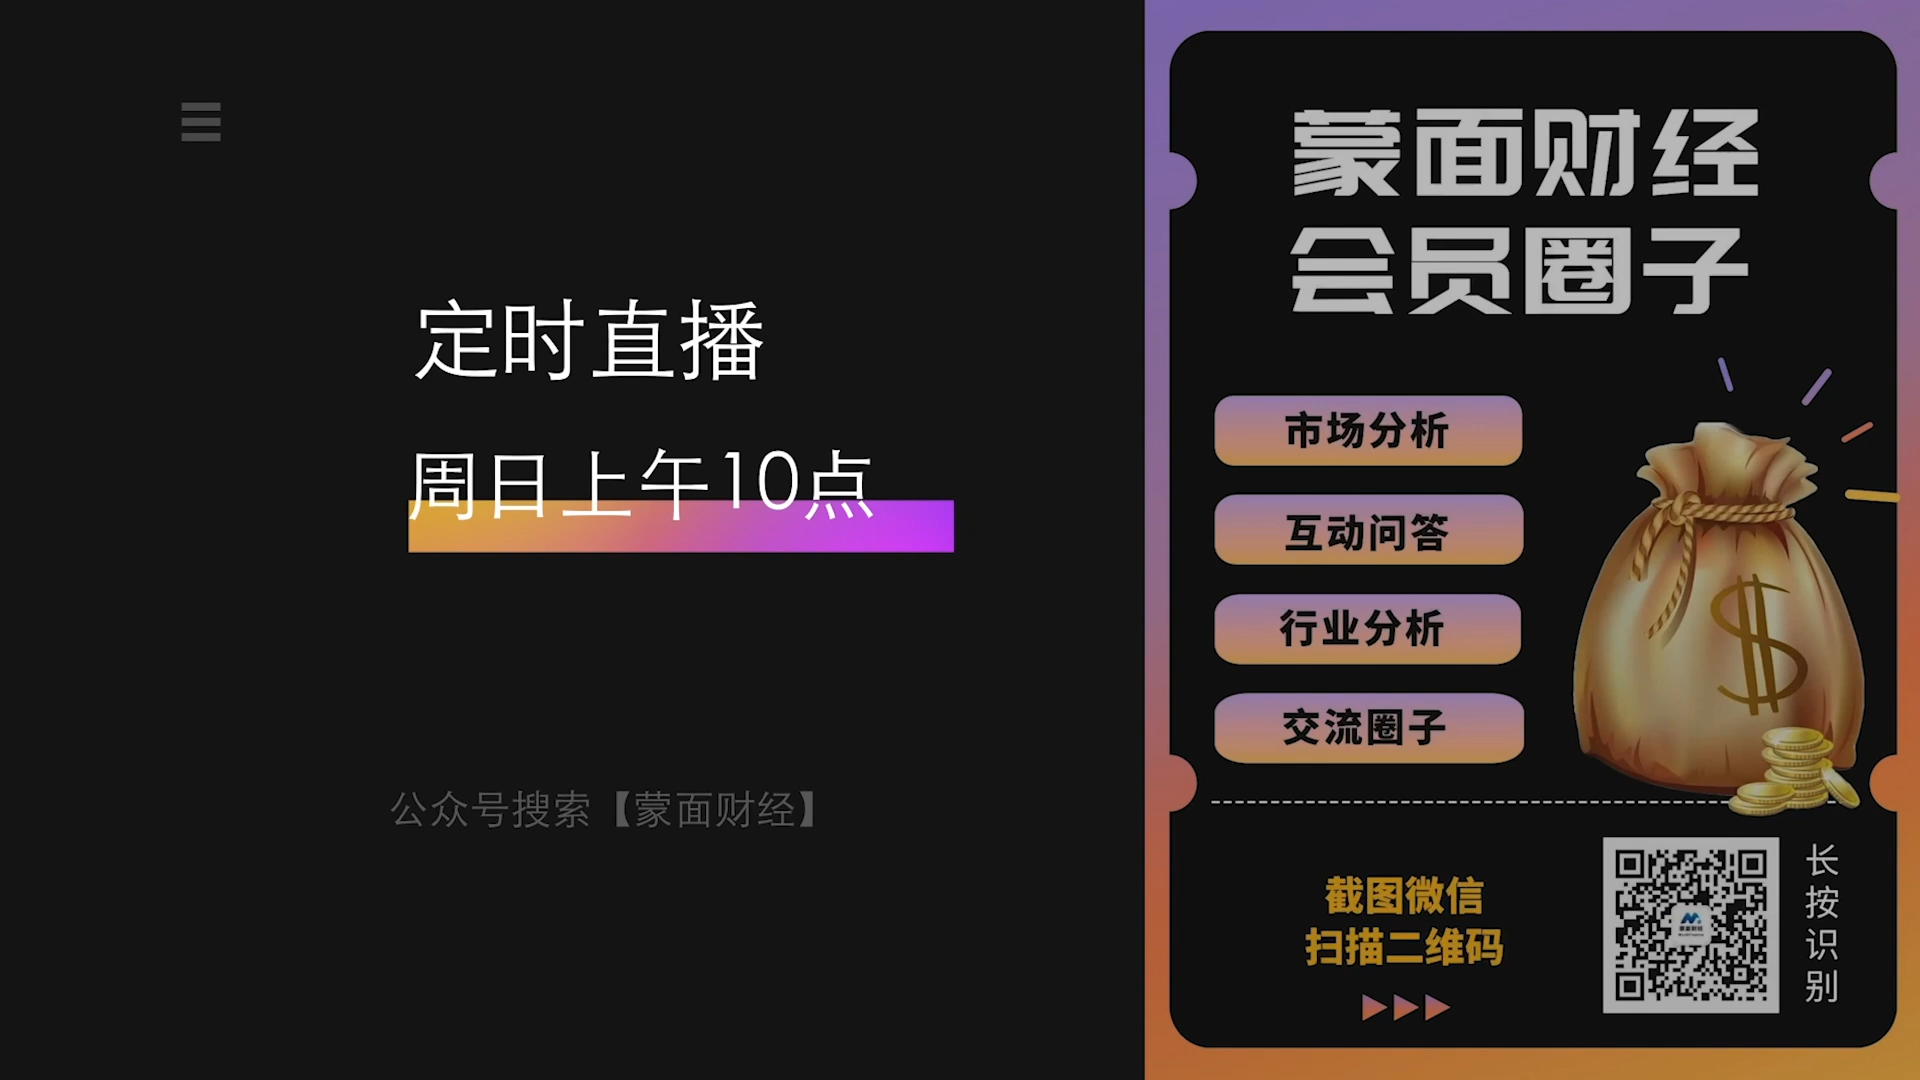 定时直播
周日上午10点
公众号搜索【蒙面财经】
蒙面财经
会员圈子
市场分析
互动问答
行业分析
交流圈子
截图微信
扫描二维码
长按识别